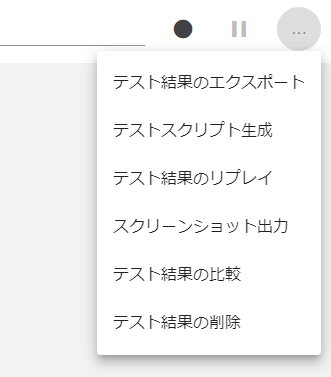 ...
テスト結果のエクスポート
テストスクリプト生成
テスト結果のリプレイ
スクリーンショット出力
テスト結果の比較
テスト結果の削除